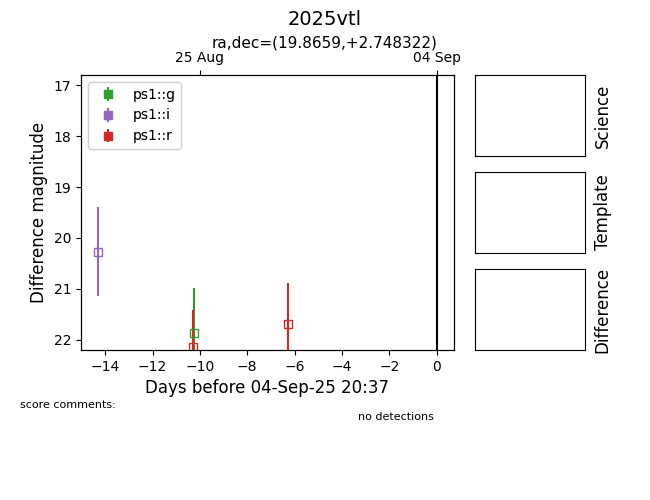 2025vtl
ra,dec=(19.8659,+2.748322)
25 Aug
04 Sep
ps1::g
ps1::i
ps1::r
17
18
19
20
21
22
Difference magnitude
−14
−12
−10
−8
−6
−4
−2
0
Days before 04-Sep-25 20:37
Science
Template
Difference
score comments:
no detections